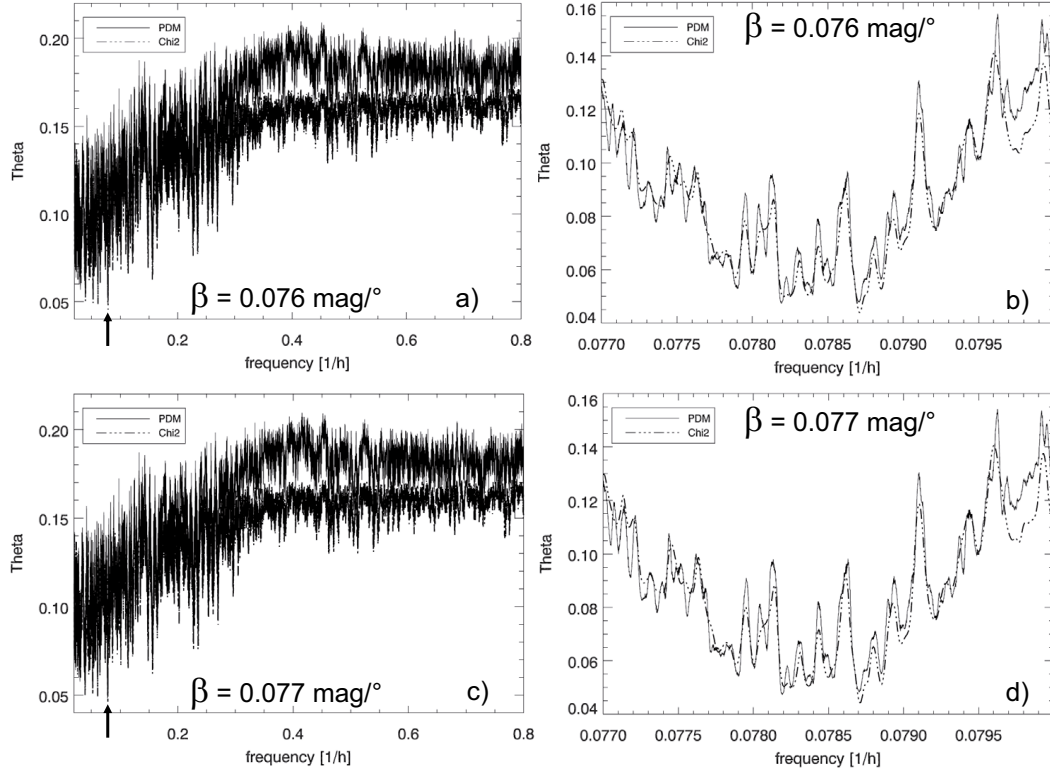 PDM
Chi2
0.20
0.15
0.10
0.05
Theta
β = 0.076 mag/°
a)
0.2
0.4
0.6
0.8
frequency [1/h]
PDM
Chi2
β = 0.076 mag/°
0.16
0.14
0.12
0.10
0.08
0.06
0.04
Theta
b)
0.0770
0.0775
0.0780
0.0785
0.0790
0.0795
frequency [1/h]
PDM
Chi2
0.20
0.15
0.10
0.05
Theta
β = 0.077 mag/°
c)
0.2
0.4
0.6
0.8
frequency [1/h]
PDM
Chi2
β = 0.077 mag/°
0.16
0.14
0.12
0.10
0.08
0.06
0.04
Theta
d)
0.0770
0.0775
0.0780
0.0785
0.0790
0.0795
frequency [1/h]